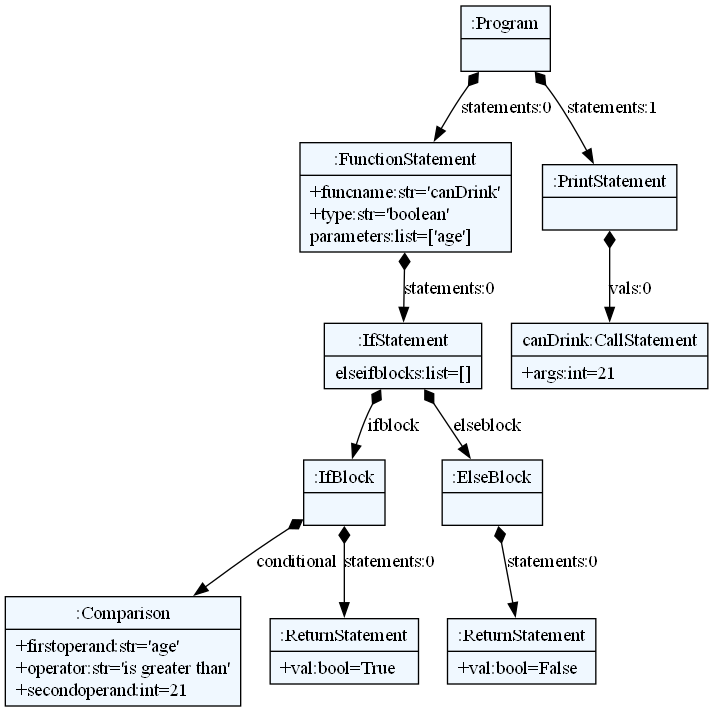 :Program
statements:0
statements:1
:FunctionStatement
+funcname:str='canDrink'
+type:str='boolean'
parameters:list=['age']
:PrintStatement
statements:0
vals:0
:IfStatement
elseifblocks:list=[]
canDrink:CallStatement
+args:int=21
ifblock
elseblock
:IfBlock
:ElseBlock
conditional
statements:0
statements:0
:Comparison
+firstoperand:str='age'
+operator:str='is greater than'
+secondoperand:int=21
:ReturnStatement
+val:bool=True
:ReturnStatement
+val:bool=False